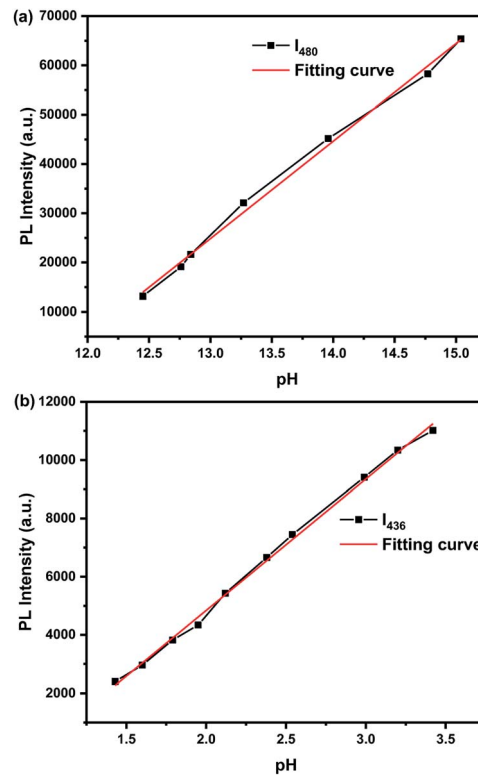 (a)
70000
60000
50000
40000
30000
20000
10000
I₄₈₀
Fitting curve
PL Intensity (a.u.)
12.0 12.5 13.0 13.5 14.0 14.5 15.0
pH
(b)
12000
10000
8000
6000
4000
2000
I₄₃₆
Fitting curve
PL Intensity (a.u.)
1.5 2.0 2.5 3.0 3.5
pH